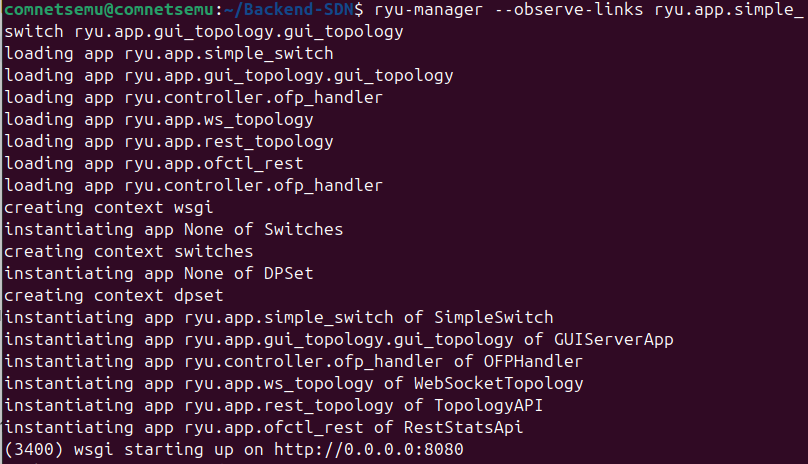 comnetsemu@comnetsemu:~/Backend-SDN$ ryu-manager --observe-links ryu.app.simple_
switch ryu.app.gui_topology.gui_topology
loading app ryu.app.simple_switch
loading app ryu.app.gui_topology.gui_topology
loading app ryu.controller.ofp_handler
loading app ryu.app.ws_topology
loading app ryu.app.rest_topology
loading app ryu.app.ofctl_rest
loading app ryu.controller.ofp_handler
creating context wsgi
instantiating app None of Switches
creating context switches
instantiating app None of DPSet
creating context dpset
instantiating app ryu.app.simple_switch of SimpleSwitch
instantiating app ryu.app.gui_topology.gui_topology of GUIServerApp
instantiating app ryu.controller.ofp_handler of OFPHandler
instantiating app ryu.app.ws_topology of WebSocketTopology
instantiating app ryu.app.rest_topology of TopologyAPI
instantiating app ryu.app.ofctl_rest of RestStatsApi
(3400) wsgi starting up on http://0.0.0.0:8080